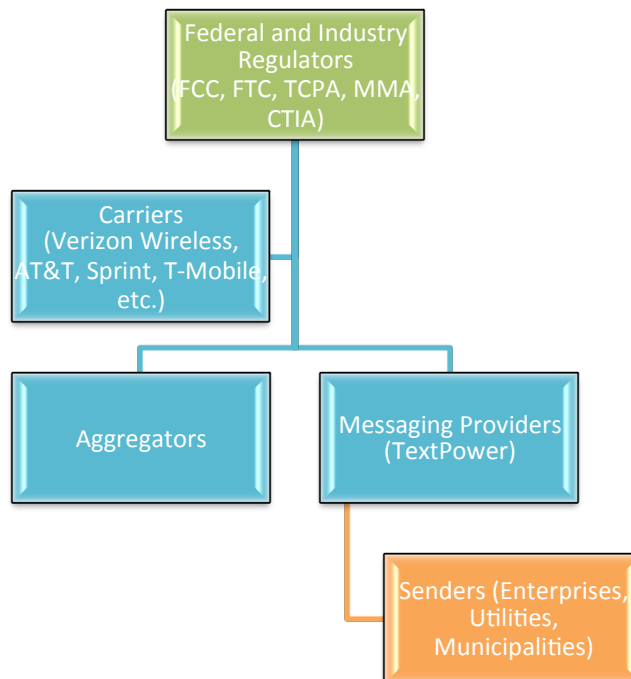 Federal and Industry
Regulators
(FCC, FTC, TCPA, MMA,
CTIA)
Carriers
(Verizon Wireless,
AT&T, Sprint, T-Mobile,
etc.)
Aggregators
Messaging Providers
(TextPower)
Senders (Enterprises,
Utilities,
Municipalities)